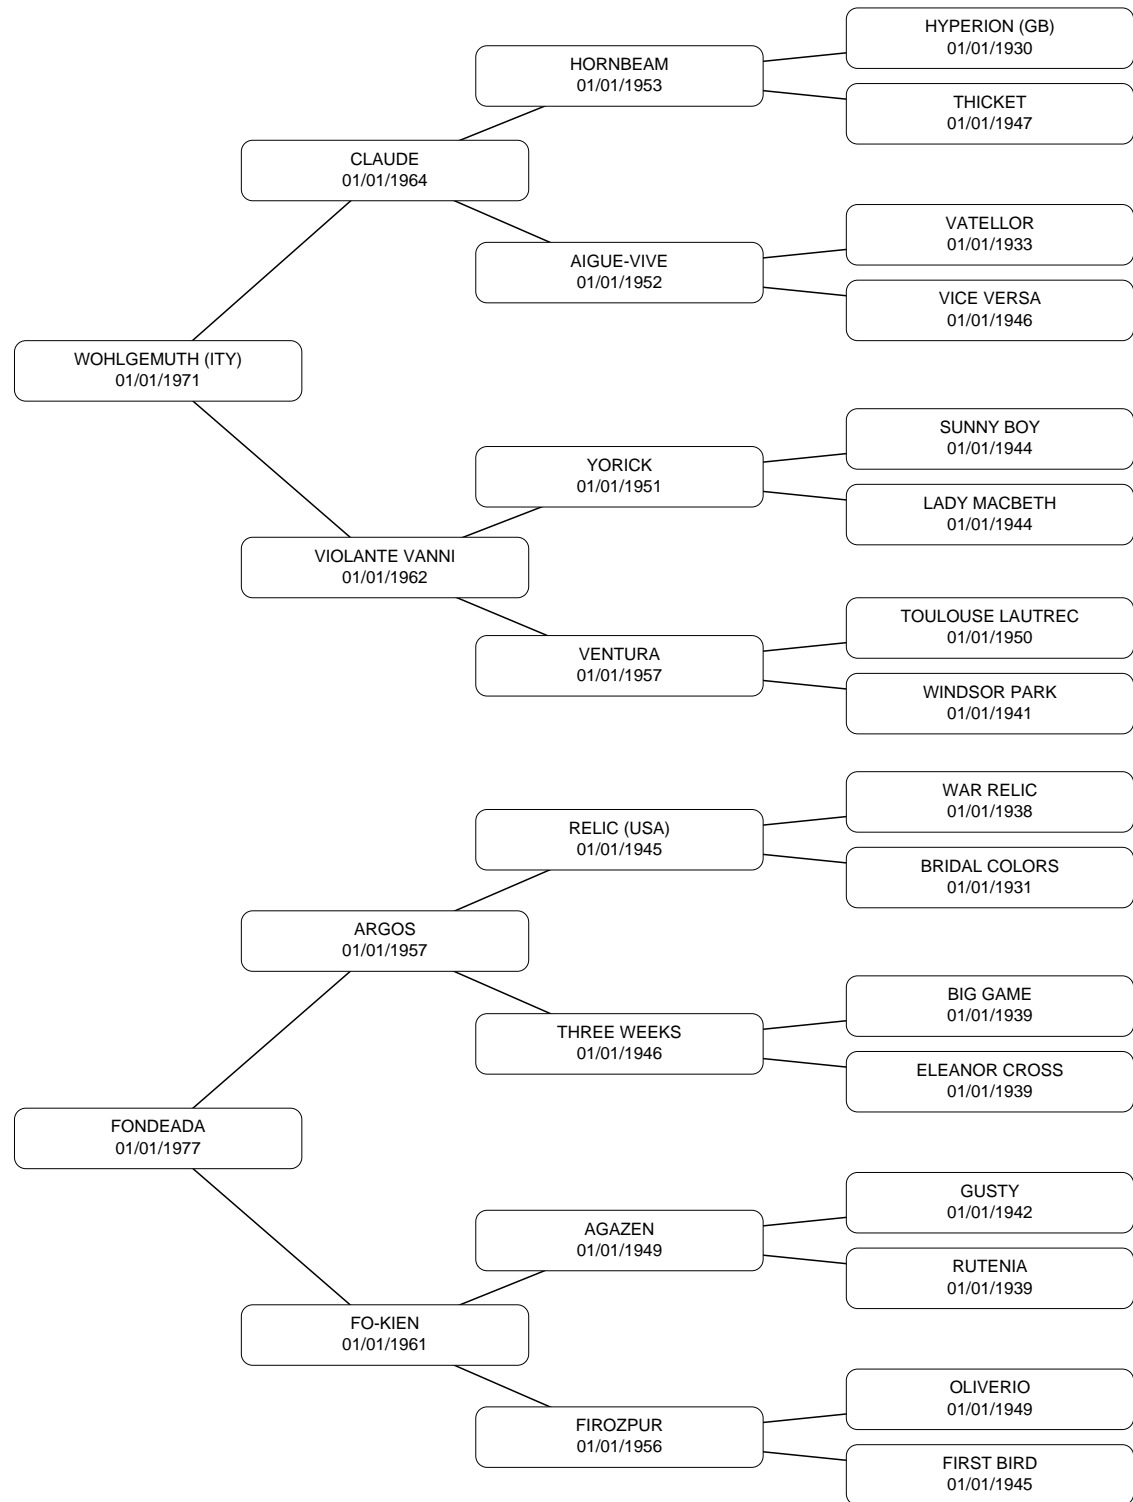 HYPERION (GB)
01/01/1930
HORNBEAM
01/01/1953
THICKET
01/01/1947
CLAUDE
01/01/1964
VATELLOR
01/01/1933
AIGUE-VIVE
01/01/1952
VICE VERSA
01/01/1946
WOHLGEMUTH (ITY)
01/01/1971
SUNNY BOY
01/01/1944
YORICK
01/01/1951
LADY MACBETH
01/01/1944
VIOLANTE VANNI
01/01/1962
TOULOUSE LAUTREC
01/01/1950
VENTURA
01/01/1957
WINDSOR PARK
01/01/1941
WAR RELIC
01/01/1938
RELIC (USA)
01/01/1945
BRIDAL COLORS
01/01/1931
ARGOS
01/01/1957
BIG GAME
01/01/1939
THREE WEEKS
01/01/1946
ELEANOR CROSS
01/01/1939
FONDEADA
01/01/1977
GUSTY
01/01/1942
AGAZEN
01/01/1949
RUTENIA
01/01/1939
FO-KIEN
01/01/1961
OLIVERIO
01/01/1949
FIROZPUR
01/01/1956
FIRST BIRD
01/01/1945